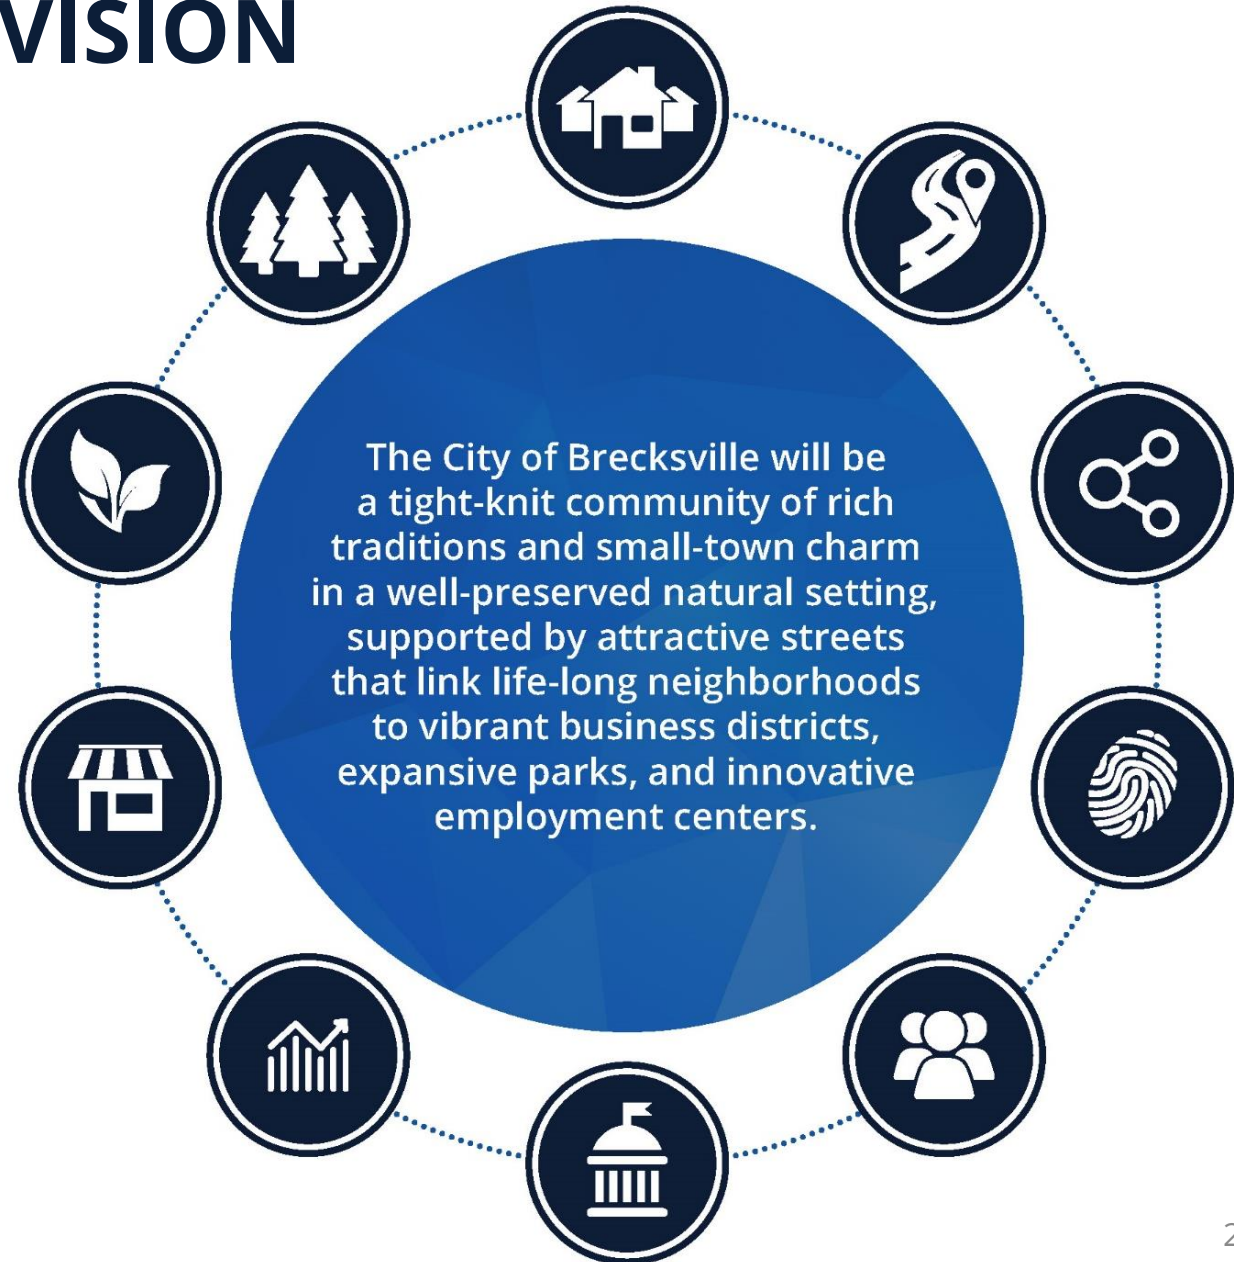 VISION
The City of Brecksville will be
a tight-knit community of rich
traditions and small-town charm
in a well-preserved natural setting,
supported by attractive streets
that link life-long neighborhoods
to vibrant business districts,
expansive parks, and innovative
employment centers.